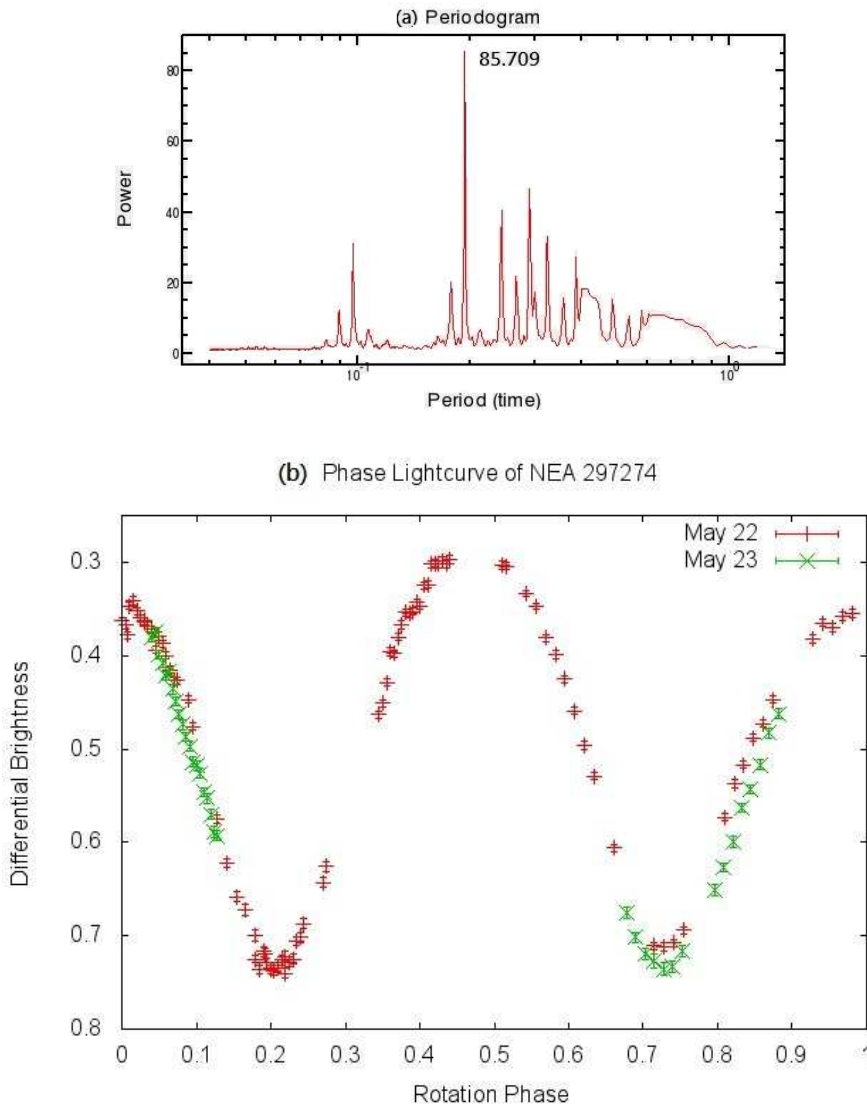 (a) Periodogram
85.709
80
60
40
20
0
Power
10⁻¹
10⁰
Period (time)
(b) Phase Lightcurve of NEA 297274
May 22
May 23
0.3
0.4
0.5
0.6
0.7
0.8
Differential Brightness
0 0.1 0.2 0.3 0.4 0.5 0.6 0.7 0.8 0.9 1
Rotation Phase